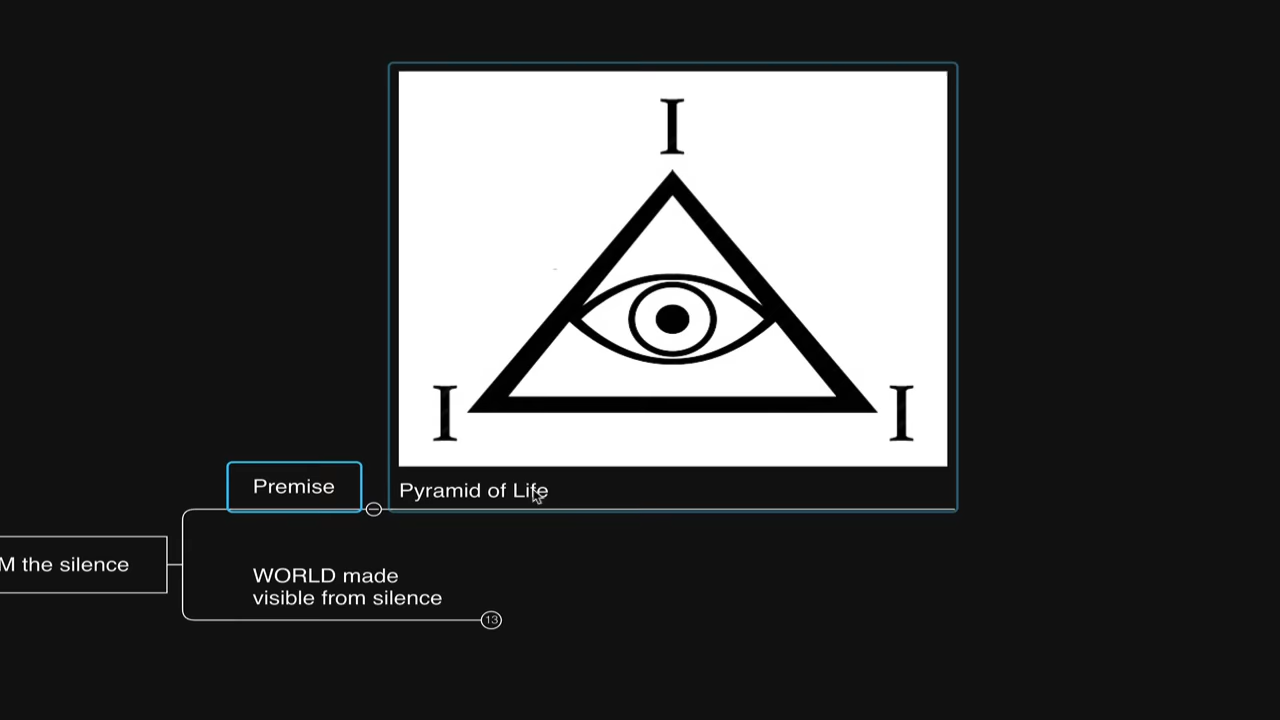 I
I I
Premise
Pyramid of Life
M the silence
WORLD made
visible from silence
13